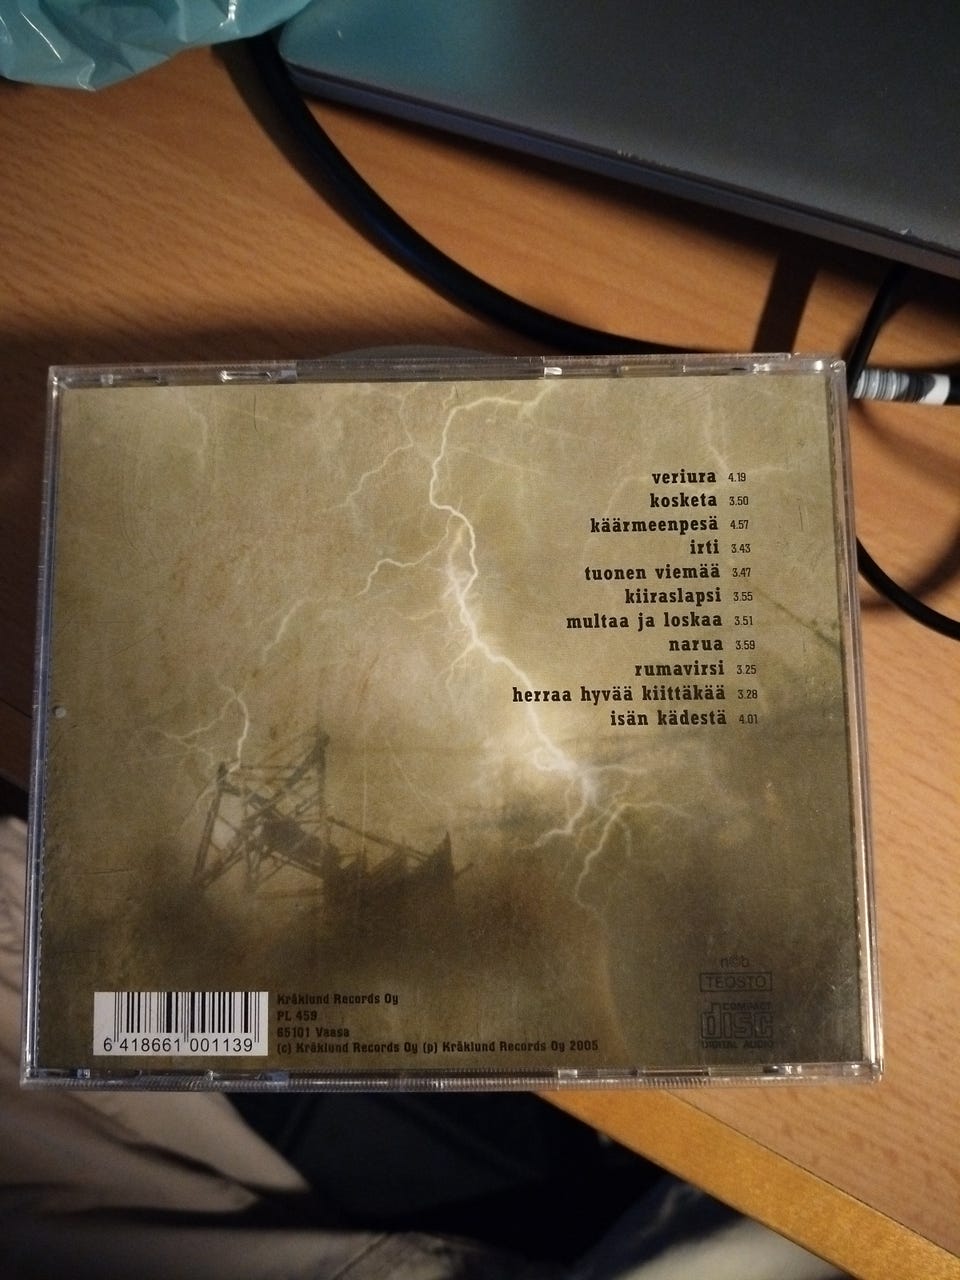 veriura 4.19
kosketa 3.50
käärmeenpesä 4.57
irti 3.43
tuonen viemää 3.47
kiiraslapsi 3.55
multaa ja loskaa 3.51
narua 3.59
rumavirsi 3.25
herraa hyvää kiittäkää 3.28
isän kädestä 4.01
n©b
TEOSTO
COMPACT
disc
DIGITAL AUDIO
Kråklund Records Oy
PL 459
65101 Vaasa
(c) Kråklund Records Oy (p) Kråklund Records Oy 2005
6 418661 001139